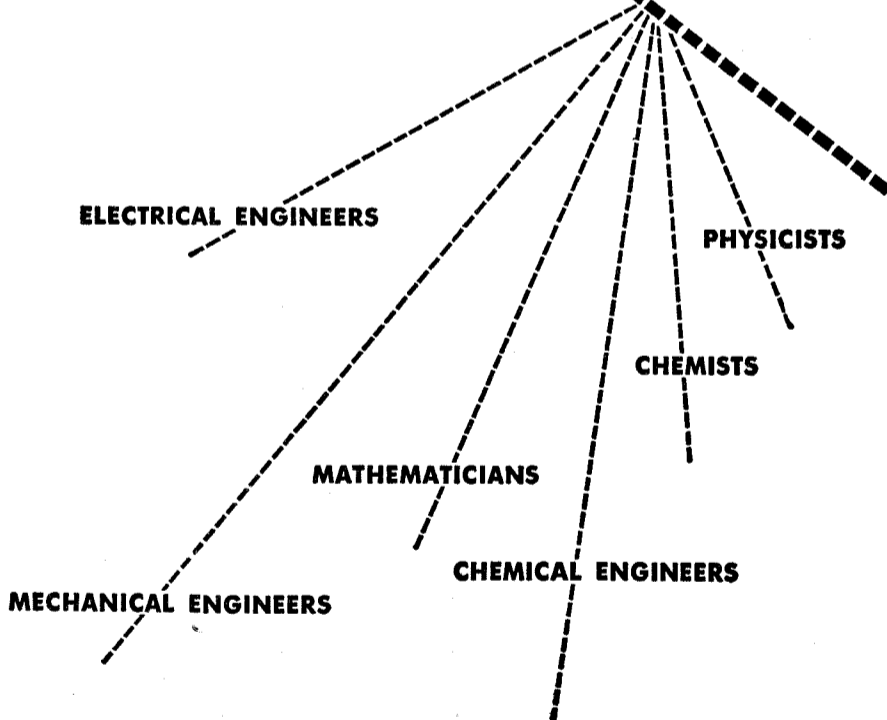 ELECTRICAL ENGINEERS
PHYSICISTS
CHEMISTS
MATHEMATICIANS
CHEMICAL ENGINEERS
MECHANICAL ENGINEERS